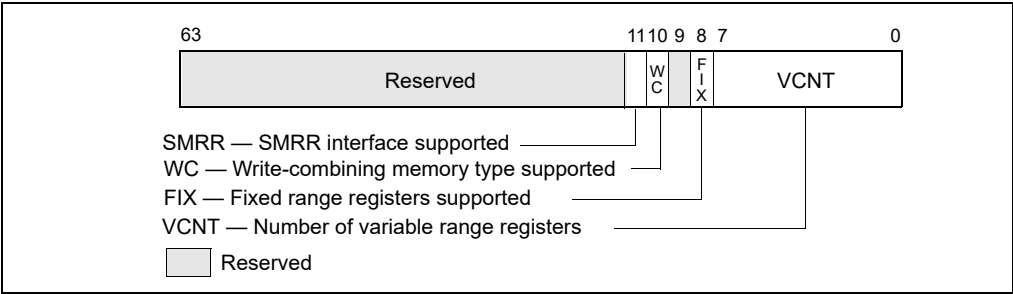 63 11 10 9 8 7 0
Reserved
W
C
F
I
X
VCNT
SMRR — SMRR interface supported
WC — Write-combining memory type supported
FIX — Fixed range registers supported
VCNT — Number of variable range registers
Reserved